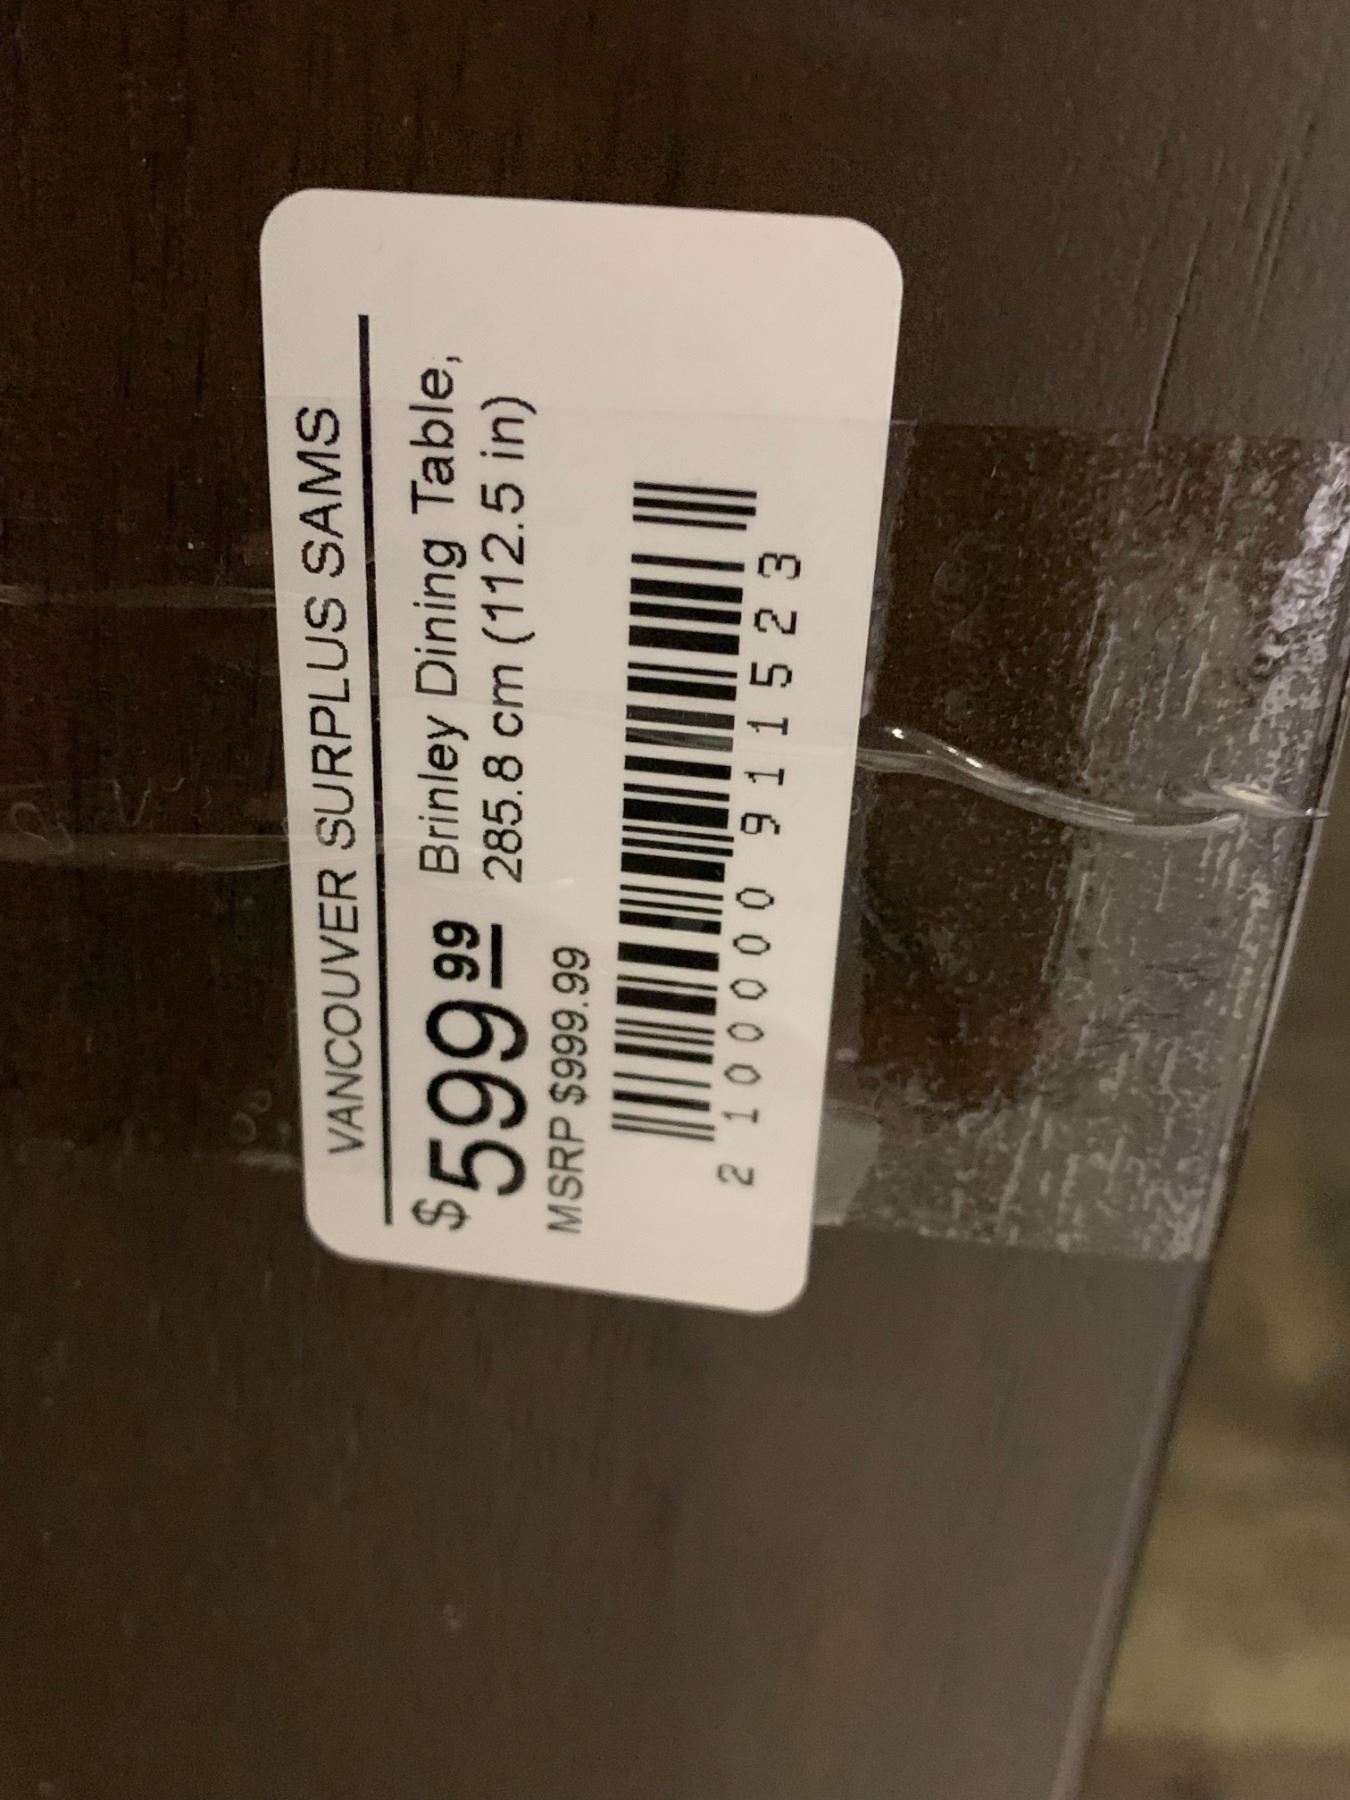 VANCOUVER SURPLUS SAMS
$599.99 Brinley Dining Table,
285.8 cm (112.5 in)
MSRP $999.99
2 10000 911523